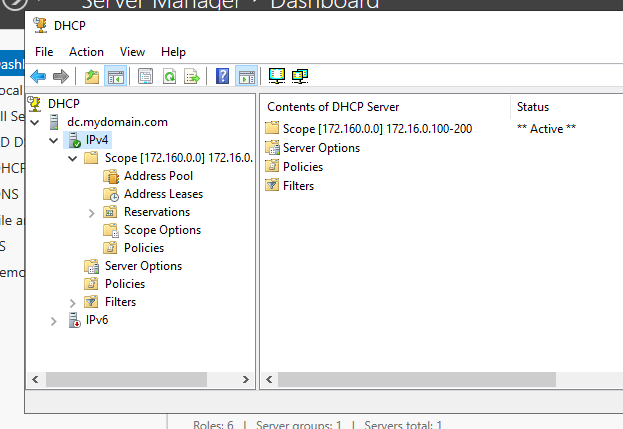 Server Manager · Dashboard
DHCP
File Action View Help
DHCP
dc.mydomain.com
IPv4
Scope [172.160.0.0] 172.16.0.
Address Pool
Address Leases
Reservations
Scope Options
Policies
Server Options
Policies
Filters
IPv6
Contents of DHCP Server Status
Scope [172.160.0.0] 172.16.0.100-200 ** Active **
Server Options
Policies
Filters
Dashl
ocal
ll Se
D D
HCP
NS
ile an
S
emo
Roles: 6 | Server groups: 1 | Servers total: 1